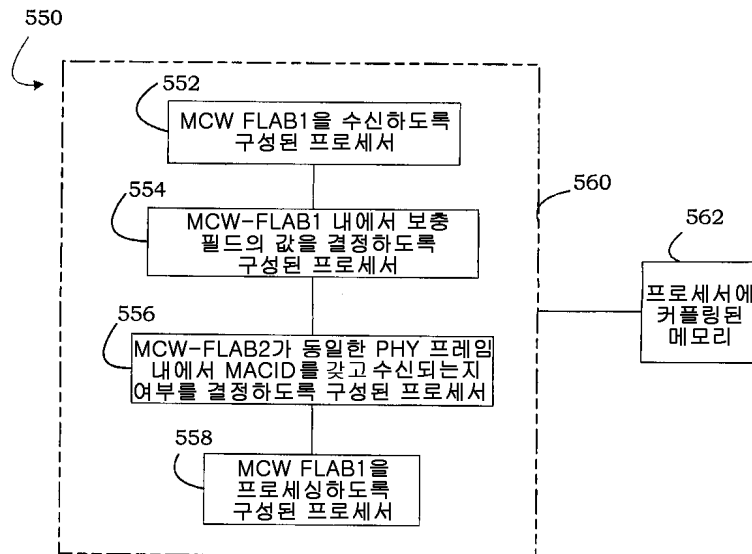 550
552
MCW FLAB1을 수신하도록
구성된 프로세서
554
560
MCW-FLAB1 내에서 보충
필드의 값을 결정하도록
구성된 프로세서
562
프로세서에
커플링된
메모리
556
MCW-FLAB2가 동일한 PHY 프레임
내에서 MACID를 갖고 수신되는지
여부를 결정하도록 구성된 프로세서
558
MCW FLAB1을
프로세싱하도록
구성된 프로세서